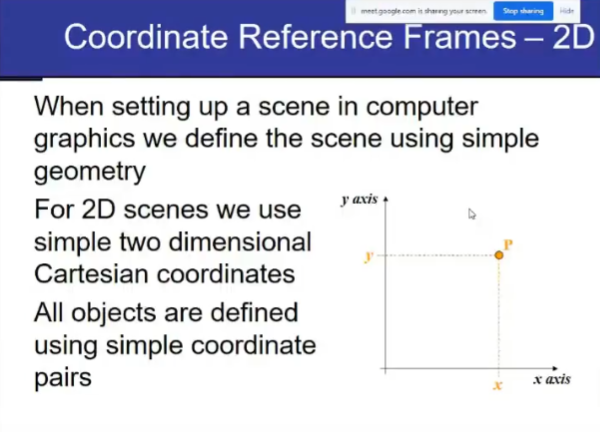 meet.google.com is sharing your screen. Stop sharing Hide
Coordinate Reference Frames – 2D
When setting up a scene in computer
graphics we define the scene using simple
geometry
For 2D scenes we use
simple two dimensional
Cartesian coordinates
All objects are defined
using simple coordinate
pairs
y axis
P
y
x
x axis